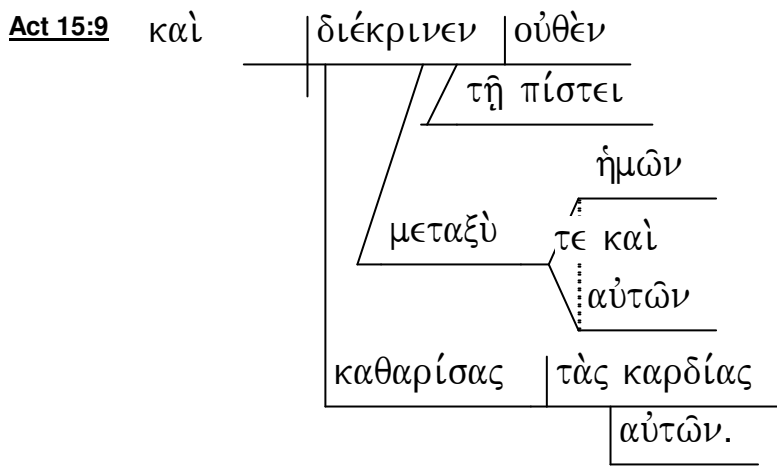 Act 15:9 καὶ διέκρινεν οὐθὲν
τῇ πίστει
ἡμῶν
μεταξὺ τε καὶ
αὐτῶν
καθαρίσας τὰς καρδίας
αὐτῶν.